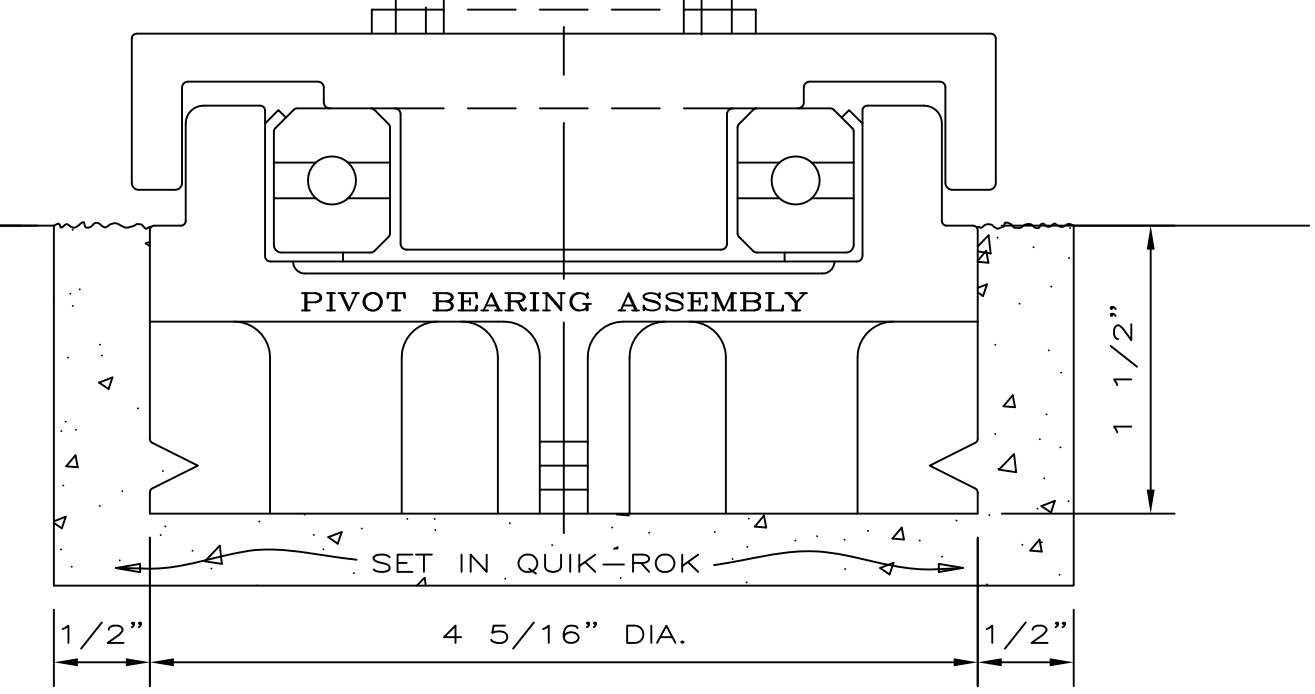 PIVOT BEARING ASSEMBLY
1 1/2”
SET IN QUIK–ROK
1/2”
4 5/16” DIA.
1/2”